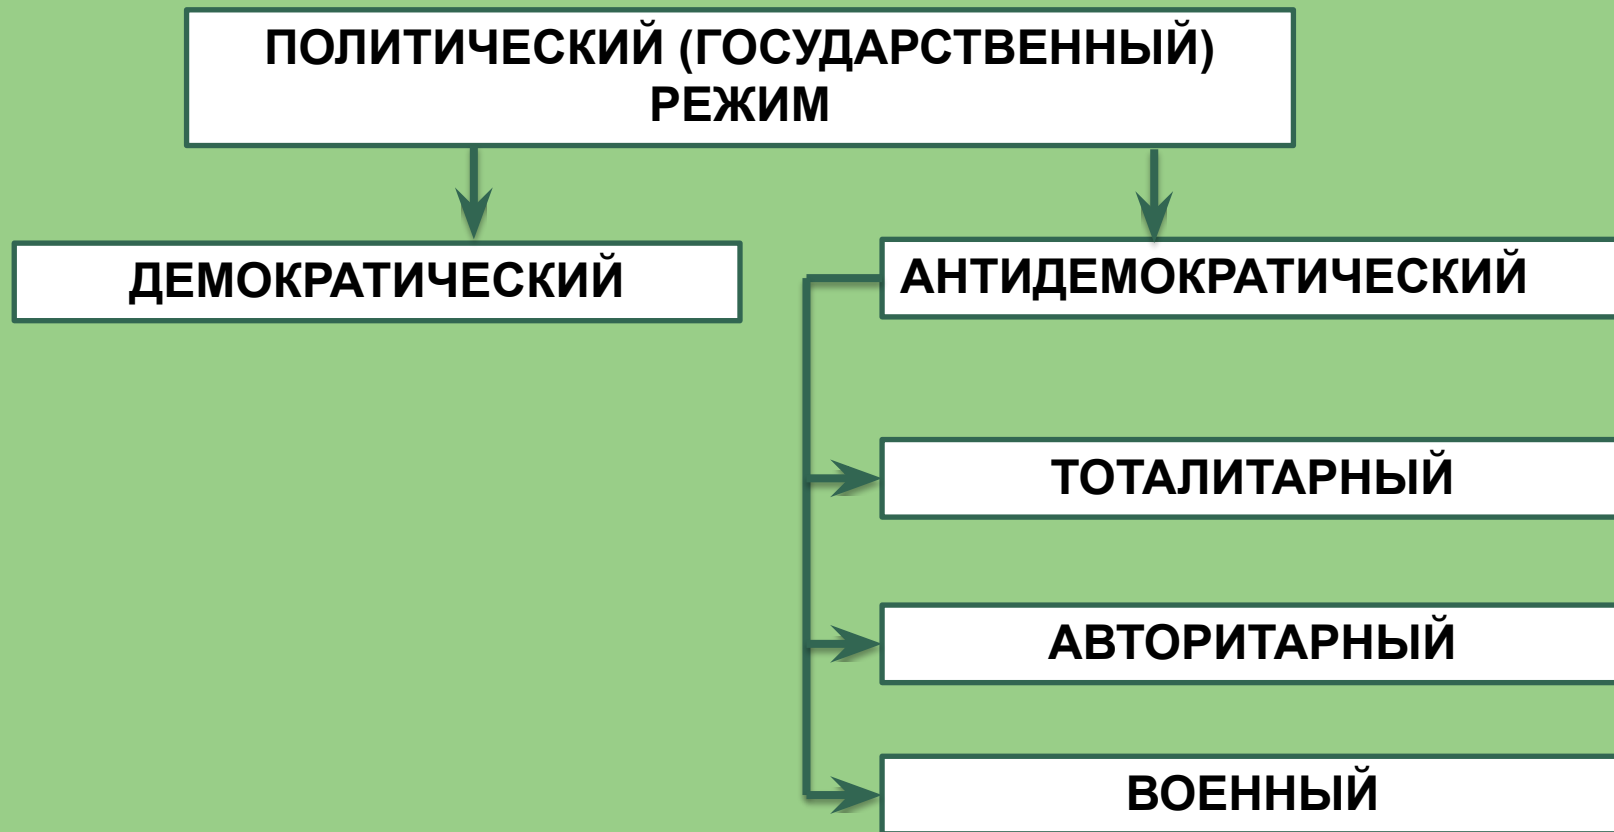 ПОЛИТИЧЕСКИЙ (ГОСУДАРСТВЕННЫЙ)
РЕЖИМ
ДЕМОКРАТИЧЕСКИЙ
АНТИДЕМОКРАТИЧЕСКИЙ
ТОТАЛИТАРНЫЙ
АВТОРИТАРНЫЙ
ВОЕННЫЙ